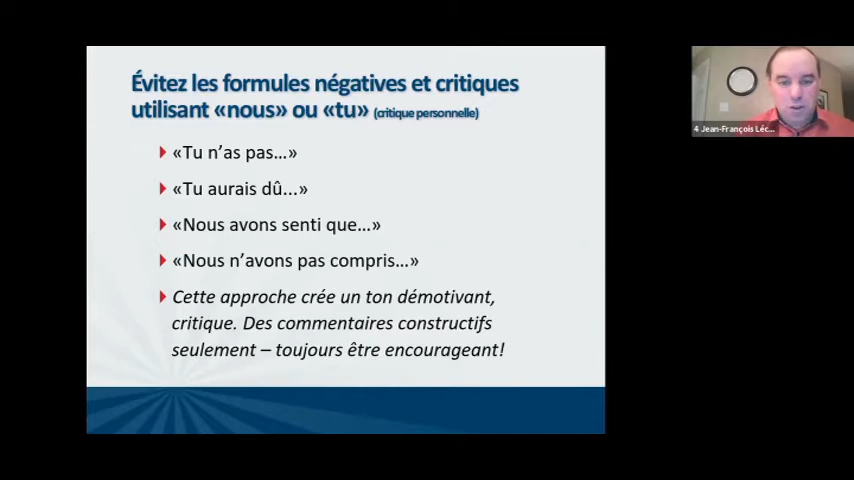 Évitez les formules négatives et critiques
utilisant «nous» ou «tu» (critique personnelle)
«Tu n’as pas…»
«Tu aurais dû...»
«Nous avons senti que…»
«Nous n’avons pas compris…»
Cette approche crée un ton démotivant,
critique. Des commentaires constructifs
seulement – toujours être encourageant!
4 Jean-François Léc...